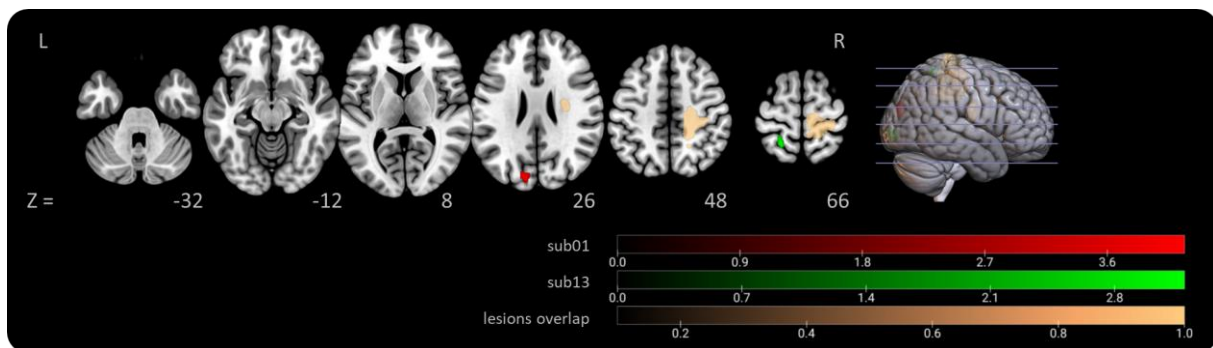 L R
Z = -32 -12 8 26 48 66
sub01
0.0 0.9 1.8 2.7 3.6
sub13
0.0 0.7 1.4 2.1 2.8
lesions overlap
0.2 0.4 0.6 0.8 1.0